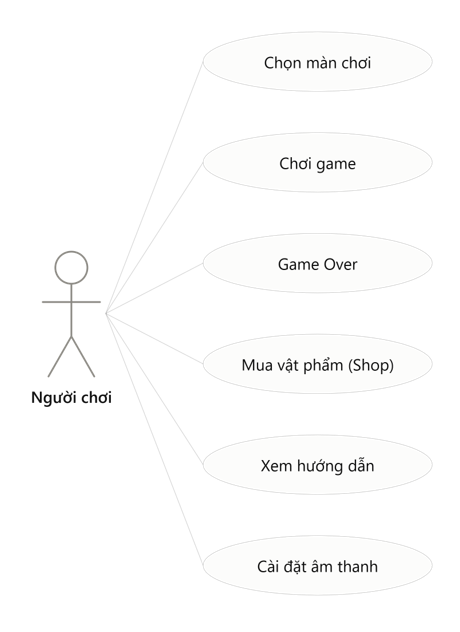 Chọn màn chơi
Chơi game
Game Over
Mua vật phẩm (Shop)
Người chơi
Xem hướng dẫn
Cài đặt âm thanh